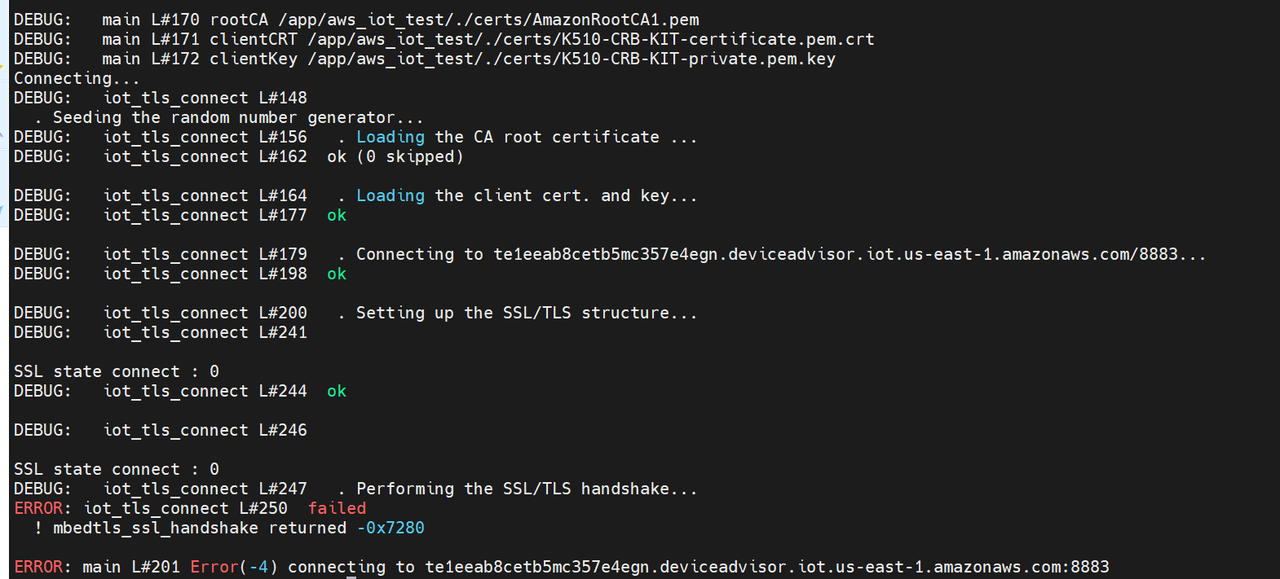 DEBUG:   main L#170 rootCA /app/aws_iot_test/./certs/AmazonRootCA1.pem
DEBUG:   main L#171 clientCRT /app/aws_iot_test/./certs/K510-CRB-KIT-certificate.pem.crt
DEBUG:   main L#172 clientKey /app/aws_iot_test/./certs/K510-CRB-KIT-private.pem.key
Connecting...
DEBUG:   iot_tls_connect L#148
  . Seeding the random number generator...
DEBUG:   iot_tls_connect L#156   . Loading the CA root certificate ...
DEBUG:   iot_tls_connect L#162  ok (0 skipped)
DEBUG:   iot_tls_connect L#164   . Loading the client cert. and key...
DEBUG:   iot_tls_connect L#177  ok
DEBUG:   iot_tls_connect L#179   . Connecting to te1eeab8cetb5mc357e4egn.deviceadvisor.iot.us-east-1.amazonaws.com/8883...
DEBUG:   iot_tls_connect L#198  ok
DEBUG:   iot_tls_connect L#200   . Setting up the SSL/TLS structure...
DEBUG:   iot_tls_connect L#241
SSL state connect : 0
DEBUG:   iot_tls_connect L#244  ok
DEBUG:   iot_tls_connect L#246
SSL state connect : 0
DEBUG:   iot_tls_connect L#247   . Performing the SSL/TLS handshake...
ERROR: iot_tls_connect L#250  failed
  ! mbedtls_ssl_handshake returned -0x7280
ERROR: main L#201 Error(-4) connecting to te1eeab8cetb5mc357e4egn.deviceadvisor.iot.us-east-1.amazonaws.com:8883